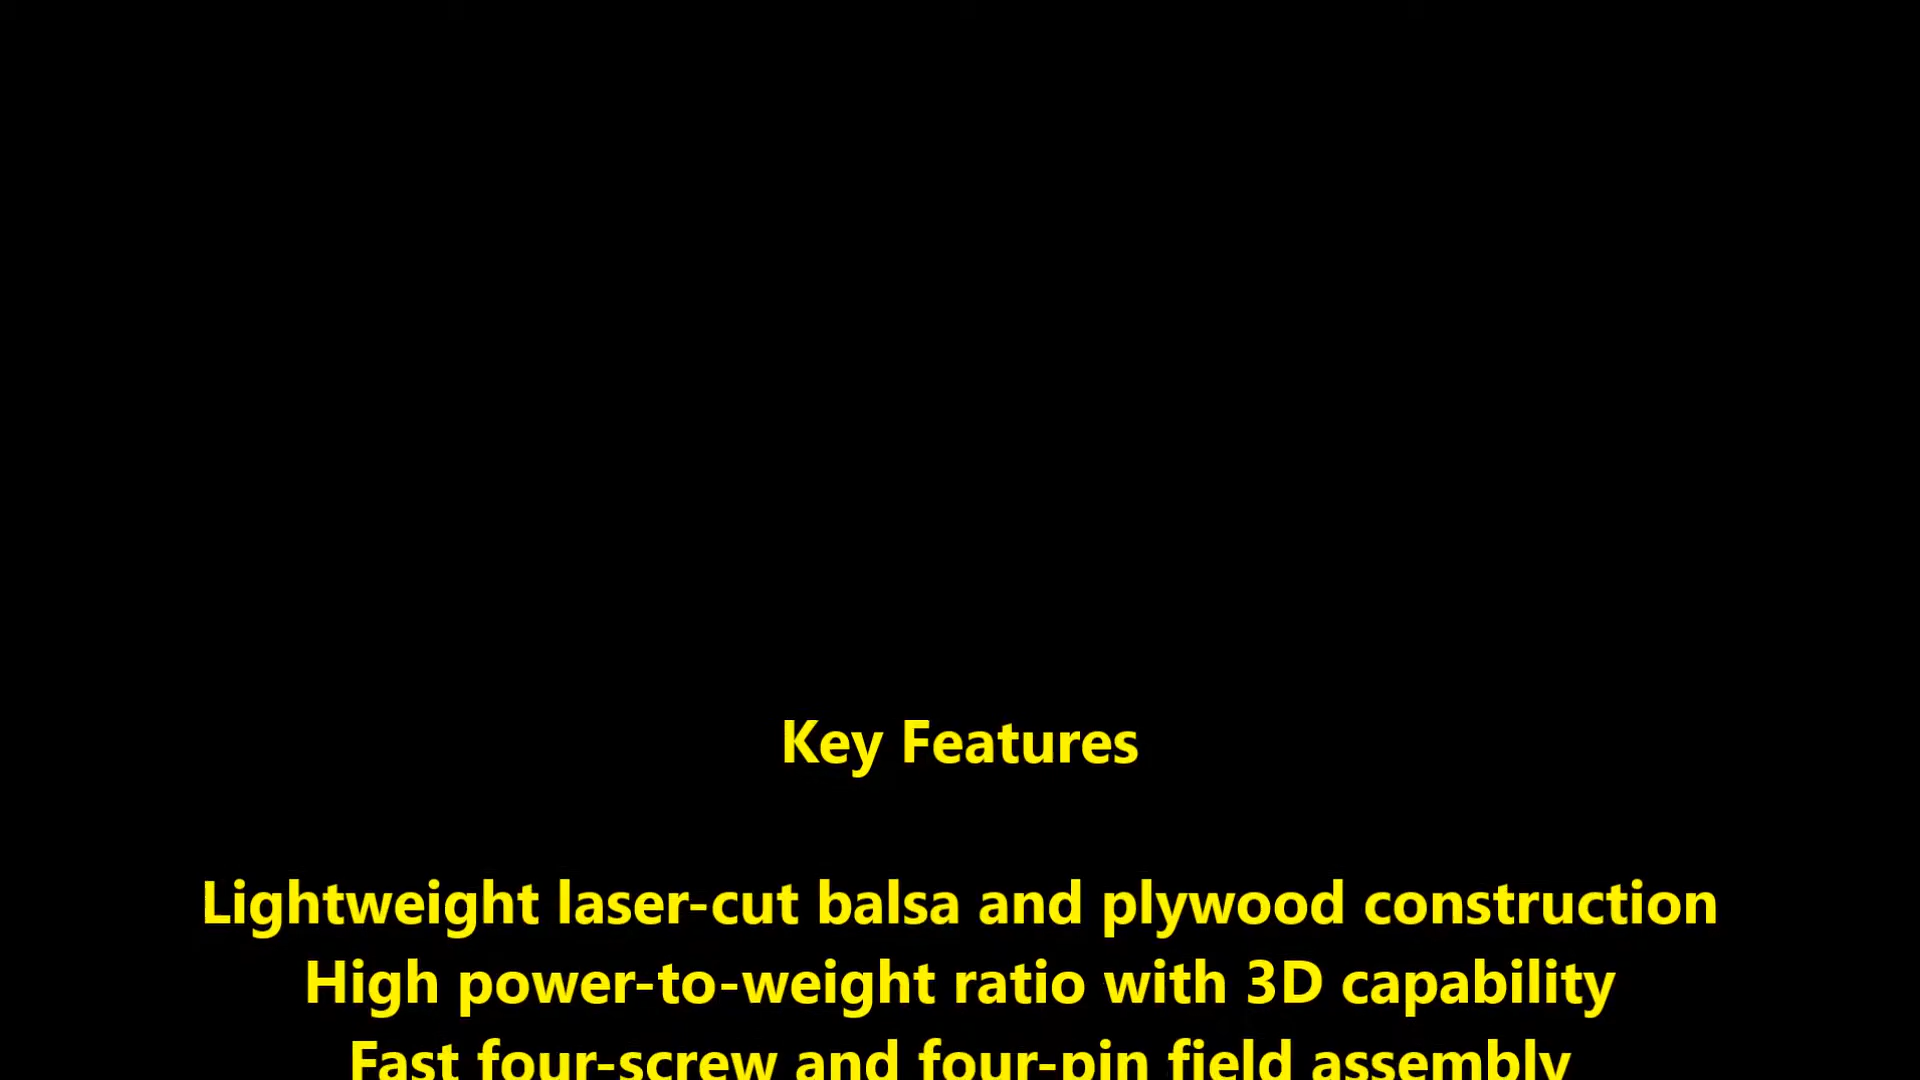 Key Features
Lightweight laser-cut balsa and plywood construction
High power-to-weight ratio with 3D capability
Fast four-screw and four-pin field assembly